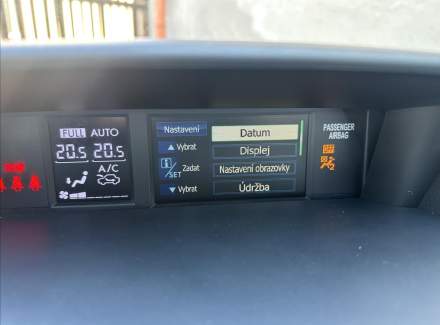 FULL AUTO
20.5 20.5
A/C
Nastavení
Vybrat
i/SET Zadat
Vybrat
Datum
Displej
Nastavení obrazovky
Údržba
PASSENGER
AIRBAG